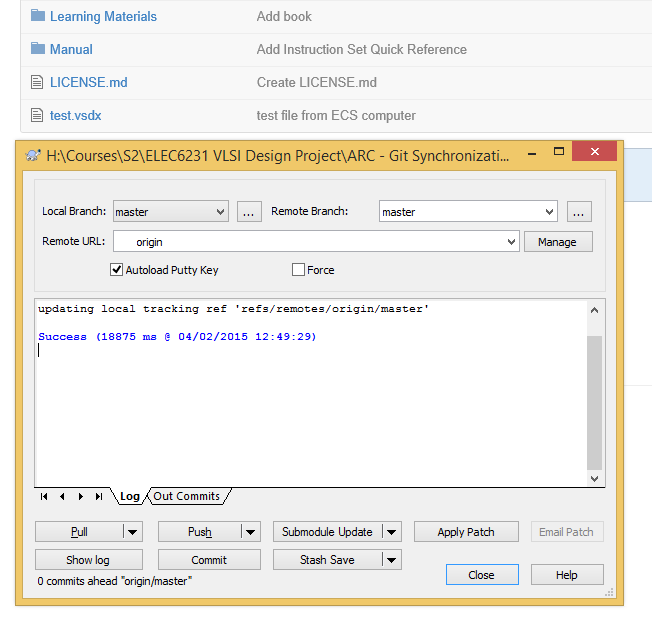 Learning Materials Add book
Manual Add Instruction Set Quick Reference
LICENSE.md Create LICENSE.md
test.vsdx test file from ECS computer
H:\Courses\S2\ELEC6231 VLSI Design Project\ARC - Git Synchronizati...
Local Branch: master ... Remote Branch: master ...
Remote URL: origin Manage
Autoload Putty Key Force
updating local tracking ref 'refs/remotes/origin/master'
Success (18875 ms @ 04/02/2015 12:49:29)
Log Out Commits
Pull Push Submodule Update Apply Patch Email Patch
Show log Commit Stash Save
Close Help
0 commits ahead "origin/master"